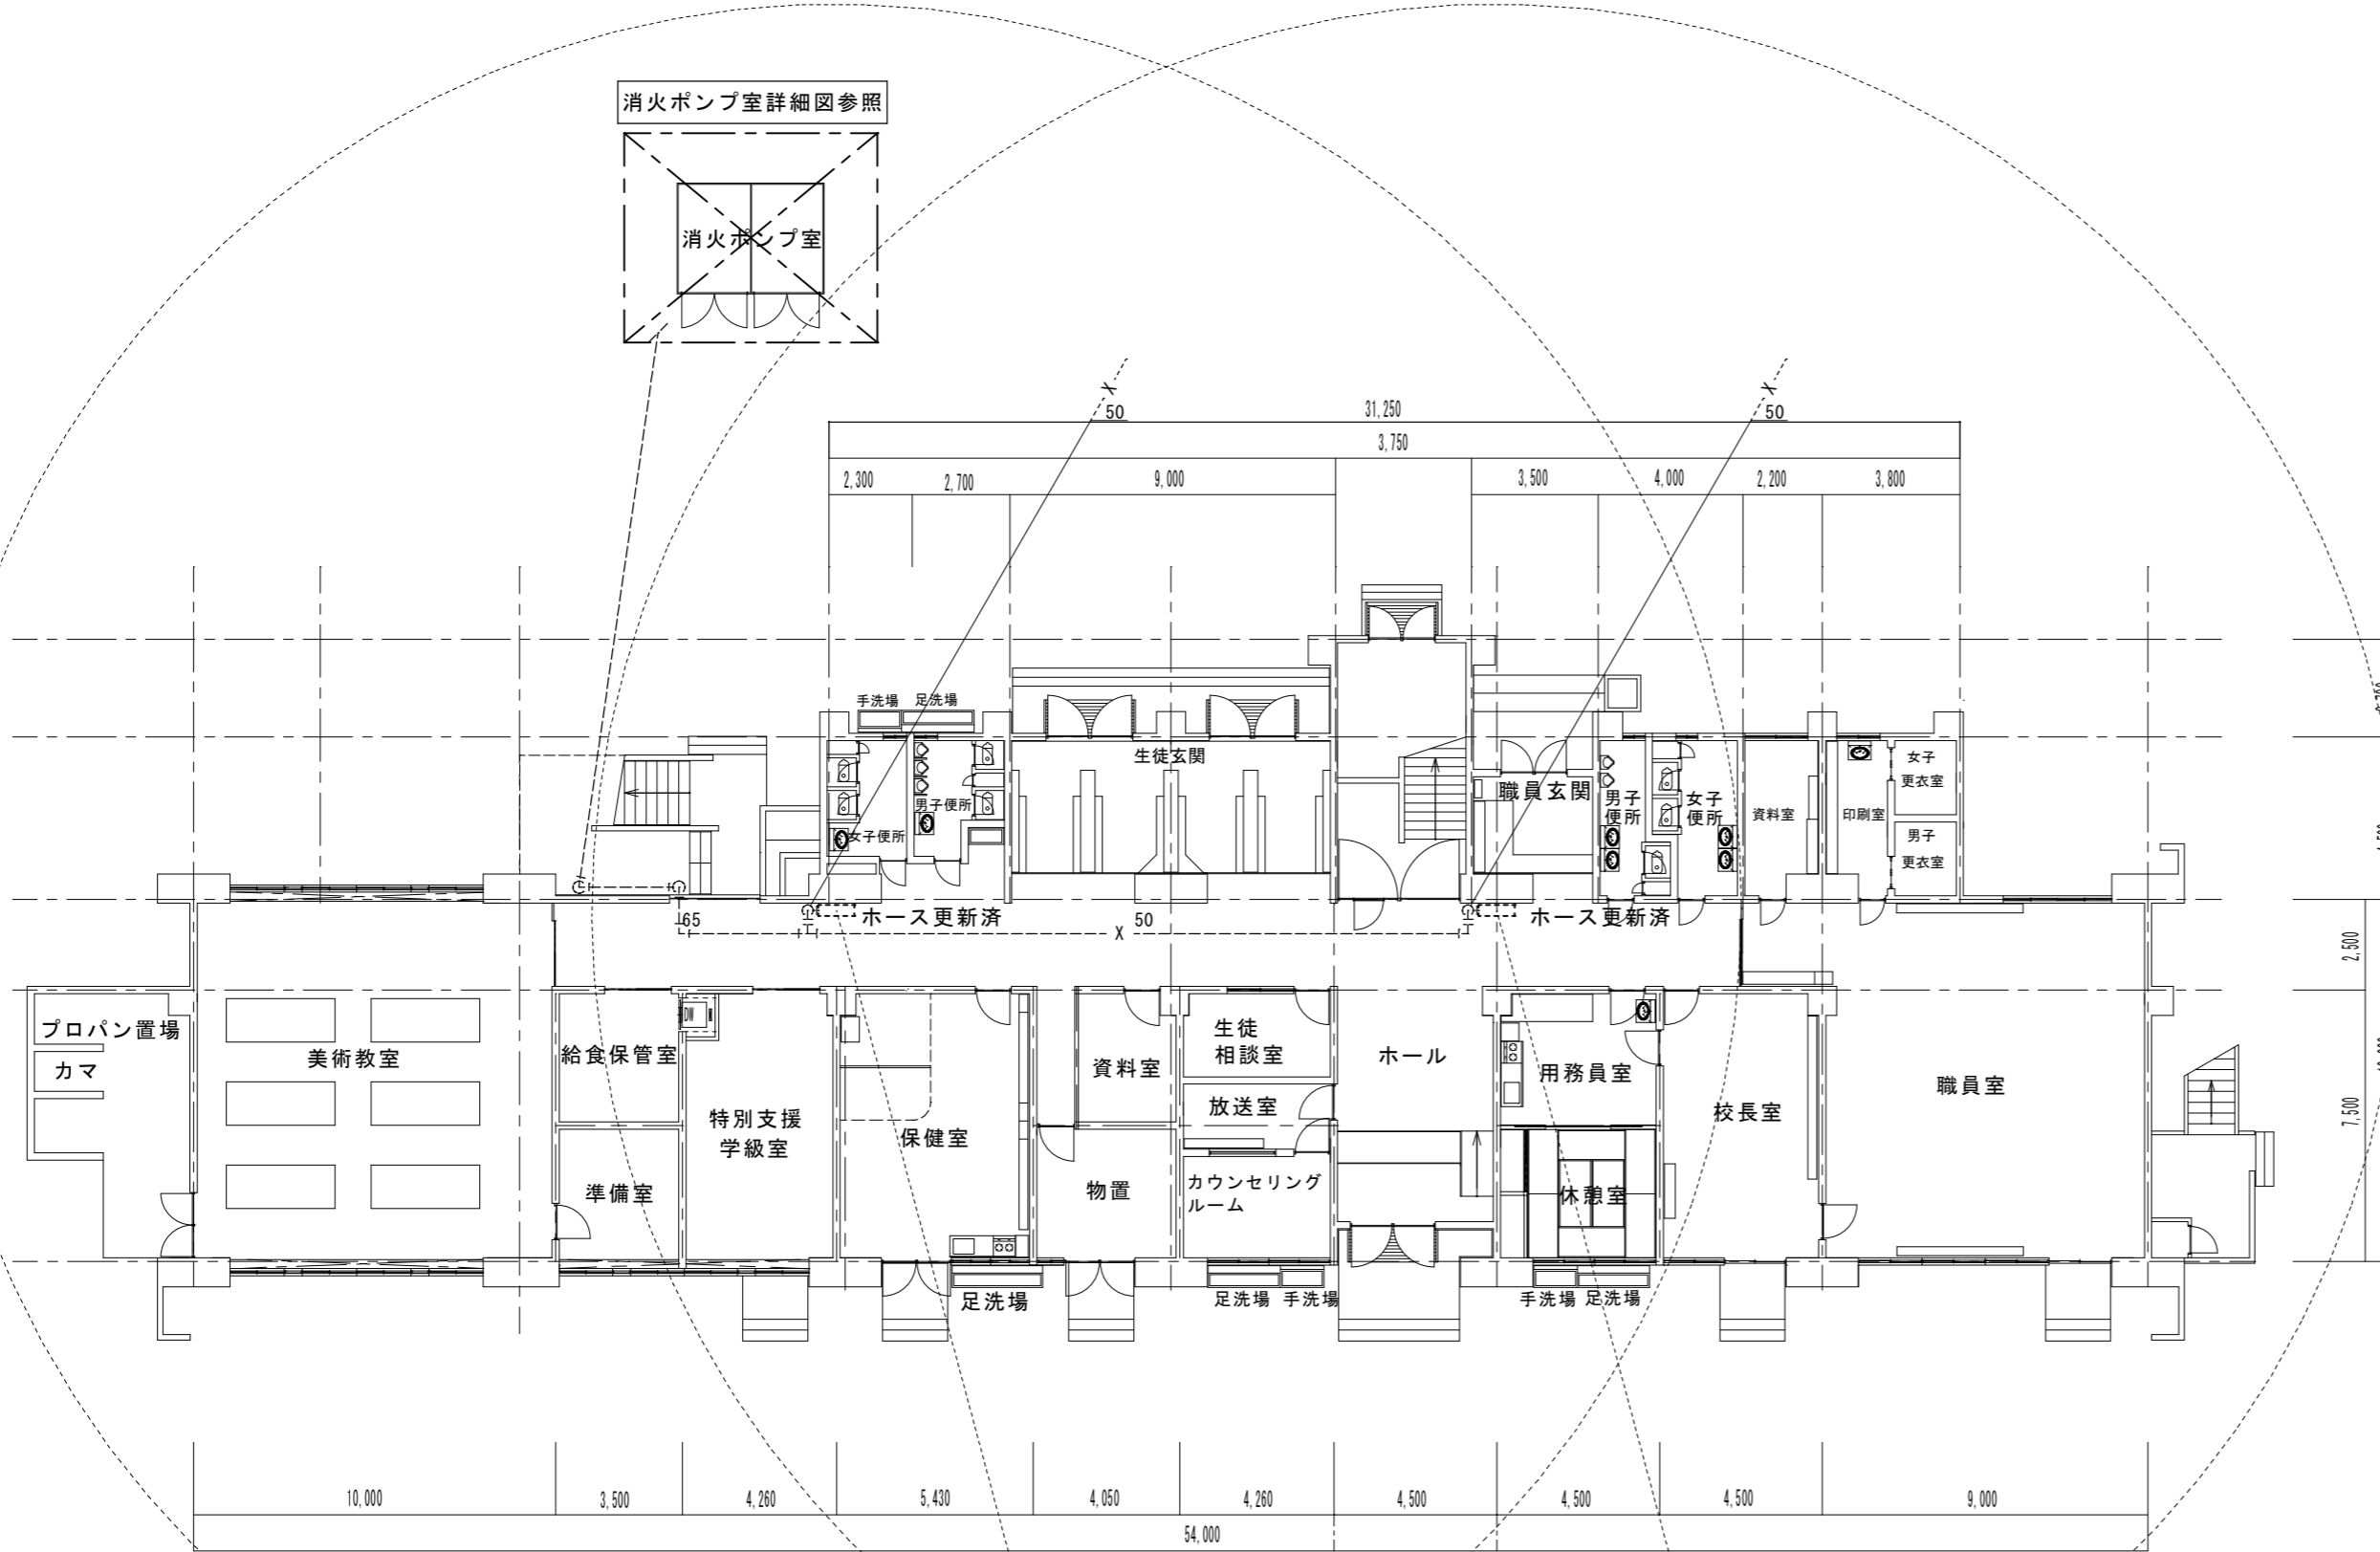 消火ポンプ室詳細図参照
消火ポンプ室
X
X
50
50
31,250
3,750
2,300
2,700
9,000
3,500
4,000
2,200
3,800
手洗場
足洗場
生徒玄関
職員玄関
男子
便所
女子
便所
資料室
印刷室
女子
更衣室
男子
更衣室
男子便所
女子便所
65
ホース更新済
50
X
ホース更新済
2,500
プロパン置場
カマ
美術教室
給食保管室
DW
特別支援
学級室
準備室
保健室
資料室
物置
生徒
相談室
放送室
カウンセリング
ルーム
ホール
用務員室
休憩室
校長室
職員室
7,500
足洗場
足洗場
手洗場
手洗場
足洗場
10,000
3,500
4,260
5,430
4,050
4,260
4,500
4,500
4,500
9,000
54,000